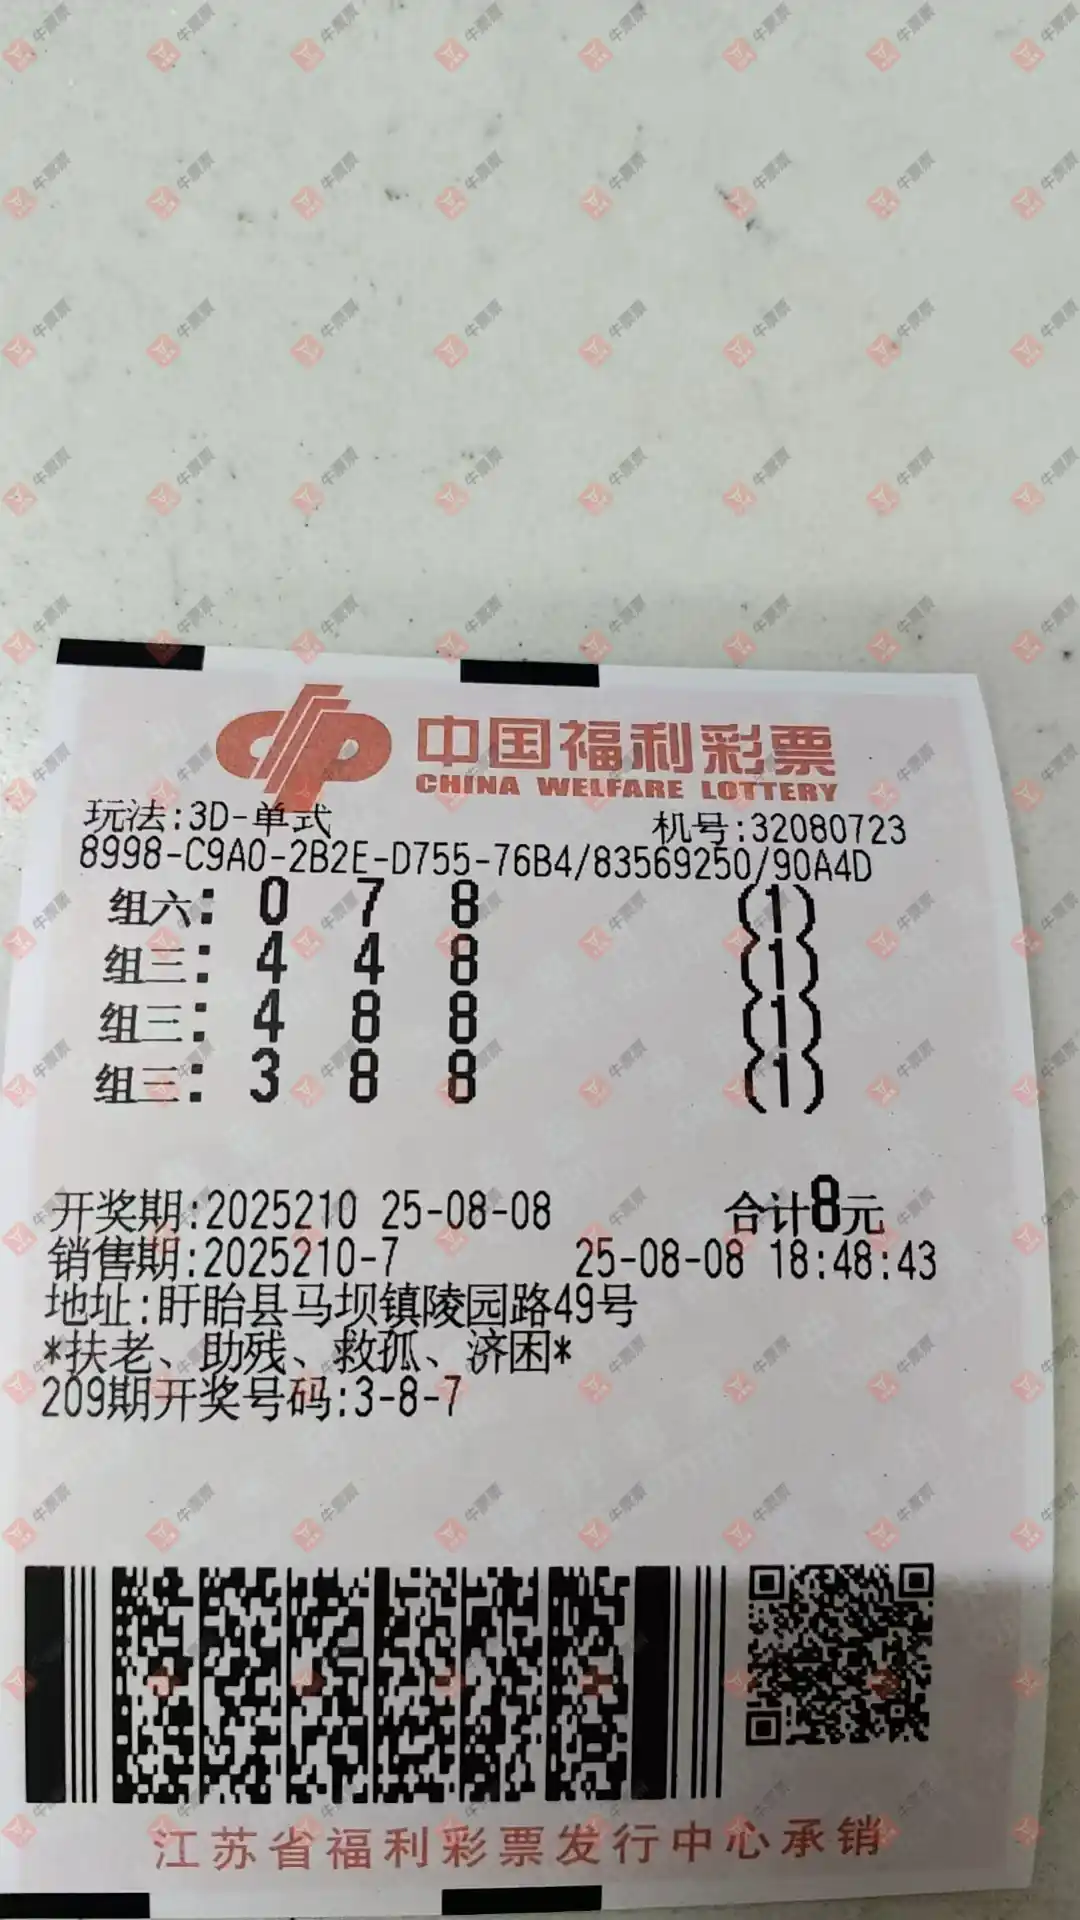 中国福利彩票
CHINA WELFARE LOTTERY
玩法:3D-单式 机号:32080723
8998-C9A0-2B2E-D755-76B4/83569250/90A4D
组六: 0 7 8 (1)
组三: 4 4 8 (1)
组三: 4 8 8 (1)
组三: 3 8 8 (1)
开奖期:2025210 25-08-08 合计8元
销售期:2025210-7 25-08-08 18:48:43
地址:盱眙县马坝镇陵园路49号
*扶老、助残、救孤、济困*
209期开奖号码:3-8-7
江苏省福利彩票发行中心承销
牛票票